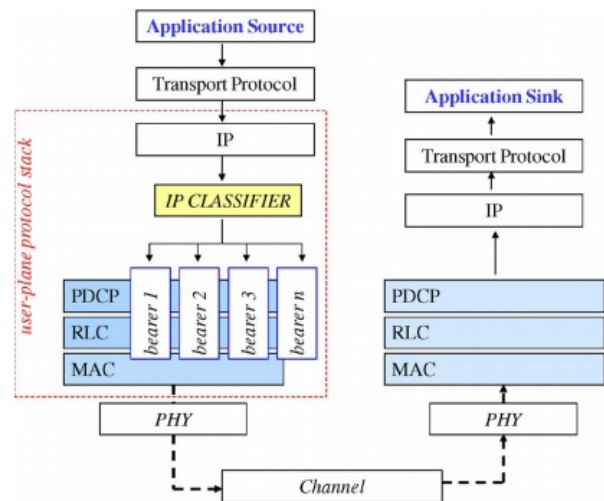 Application Source
Transport Protocol
IP
IP CLASSIFIER
user-plane protocol stack
PDCP
RLC
MAC
bearer 1
bearer 2
bearer 3
bearer n
PHY
Channel
Application Sink
Transport Protocol
IP
PDCP
RLC
MAC
PHY